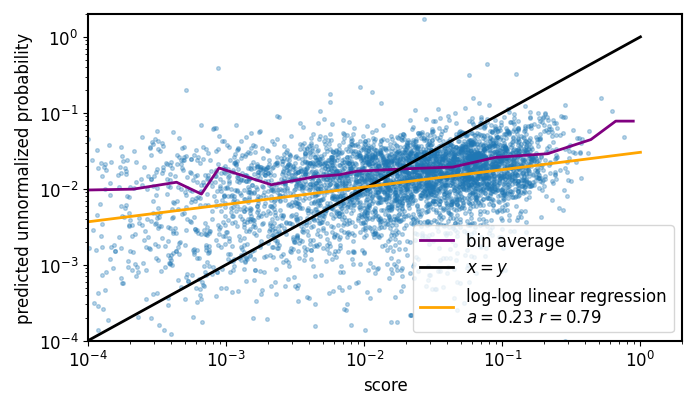 10⁰
10⁻¹
10⁻²
10⁻³
10⁻⁴
predicted unnormalized probability
bin average
x = y
log-log linear regression
a = 0.23 r = 0.79
10⁻⁴ 10⁻³ 10⁻² 10⁻¹ 10⁰
score